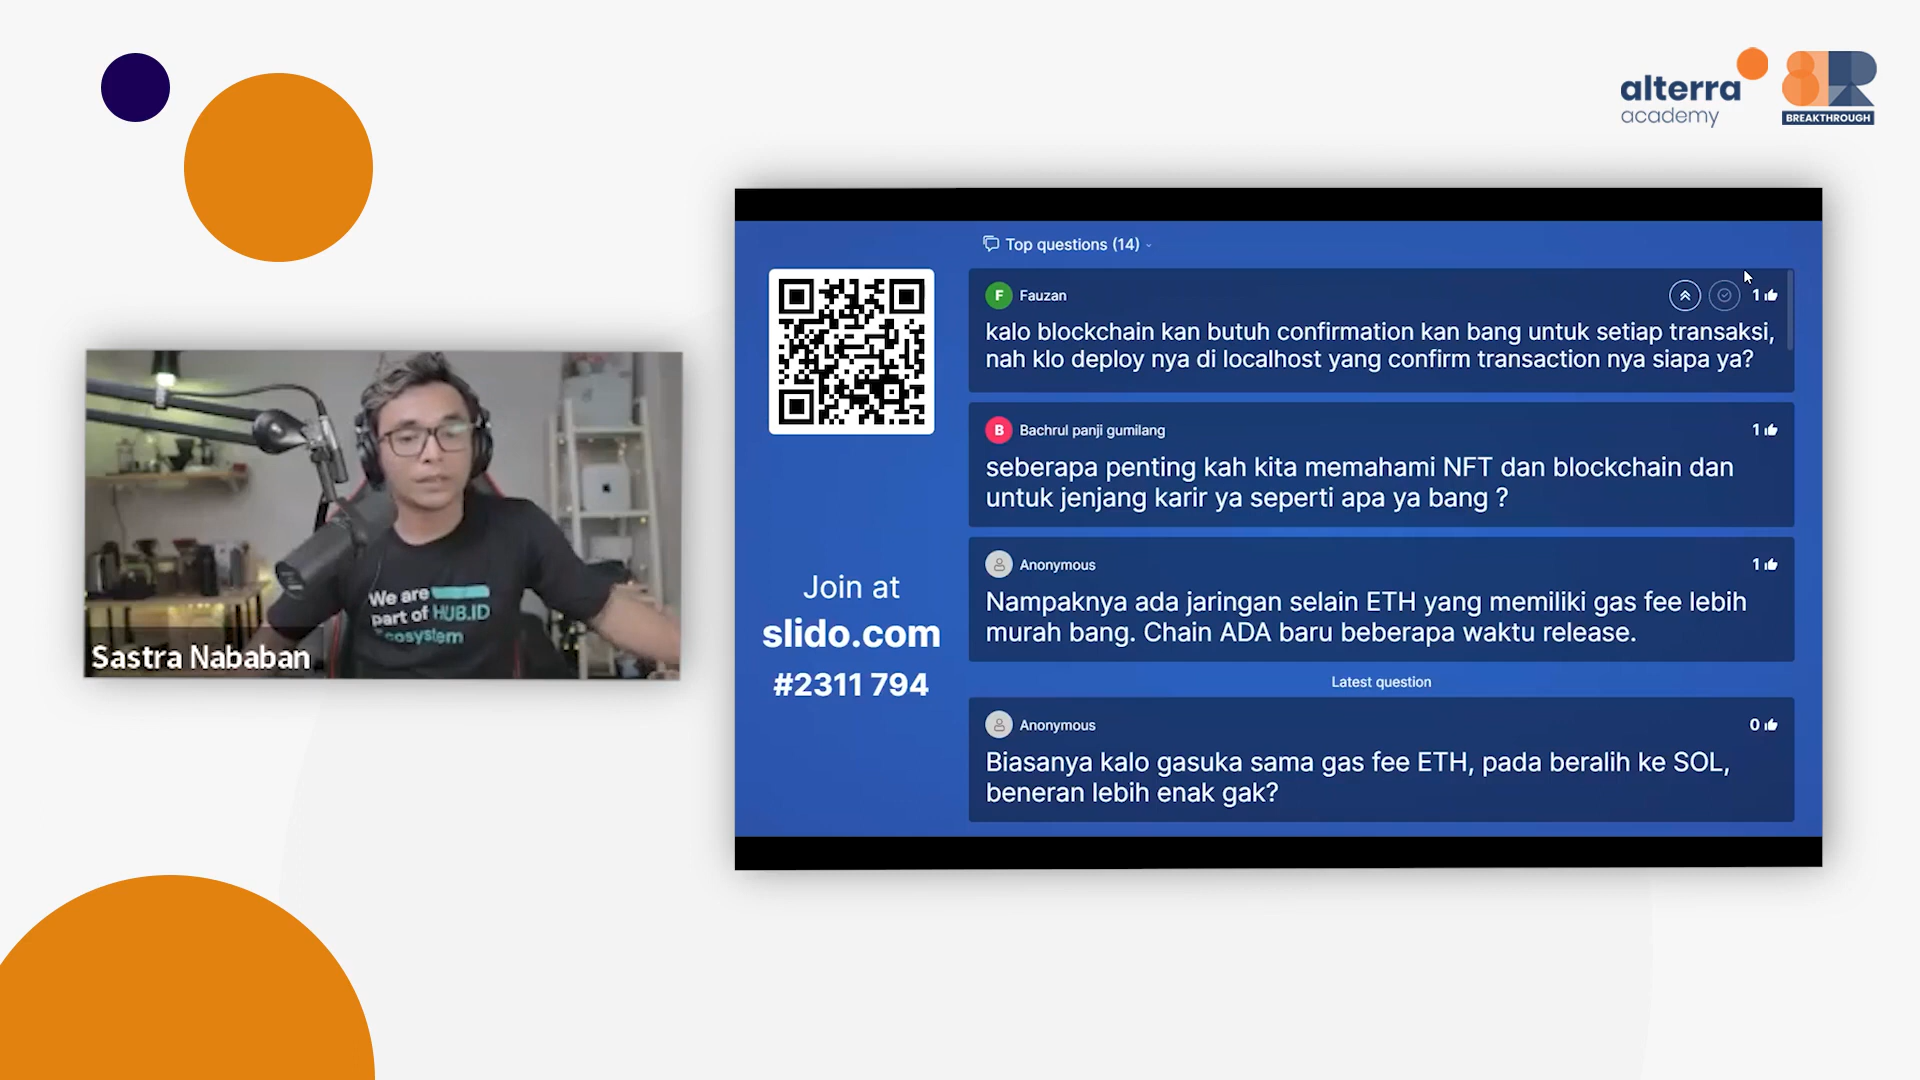 alterra
academy
BREAKTHROUGH
Top questions (14)
F Fauzan
1
kalo blockchain kan butuh confirmation kan bang untuk setiap transaksi,
nah klo deploy nya di localhost yang confirm transaction nya siapa ya?
B Bachrul panji gumilang
1
seberapa penting kah kita memahami NFT dan blockchain dan
untuk jenjang karir ya seperti apa ya bang ?
Anonymous
1
Nampaknya ada jaringan selain ETH yang memiliki gas fee lebih
murah bang. Chain ADA baru beberapa waktu release.
Latest question
Anonymous
0
Biasanya kalo gasuka sama gas fee ETH, pada beralih ke SOL,
beneran lebih enak gak?
Join at
slido.com
#2311 794
We are
part of HUB.ID
Ecosystem
Sastra Nababan